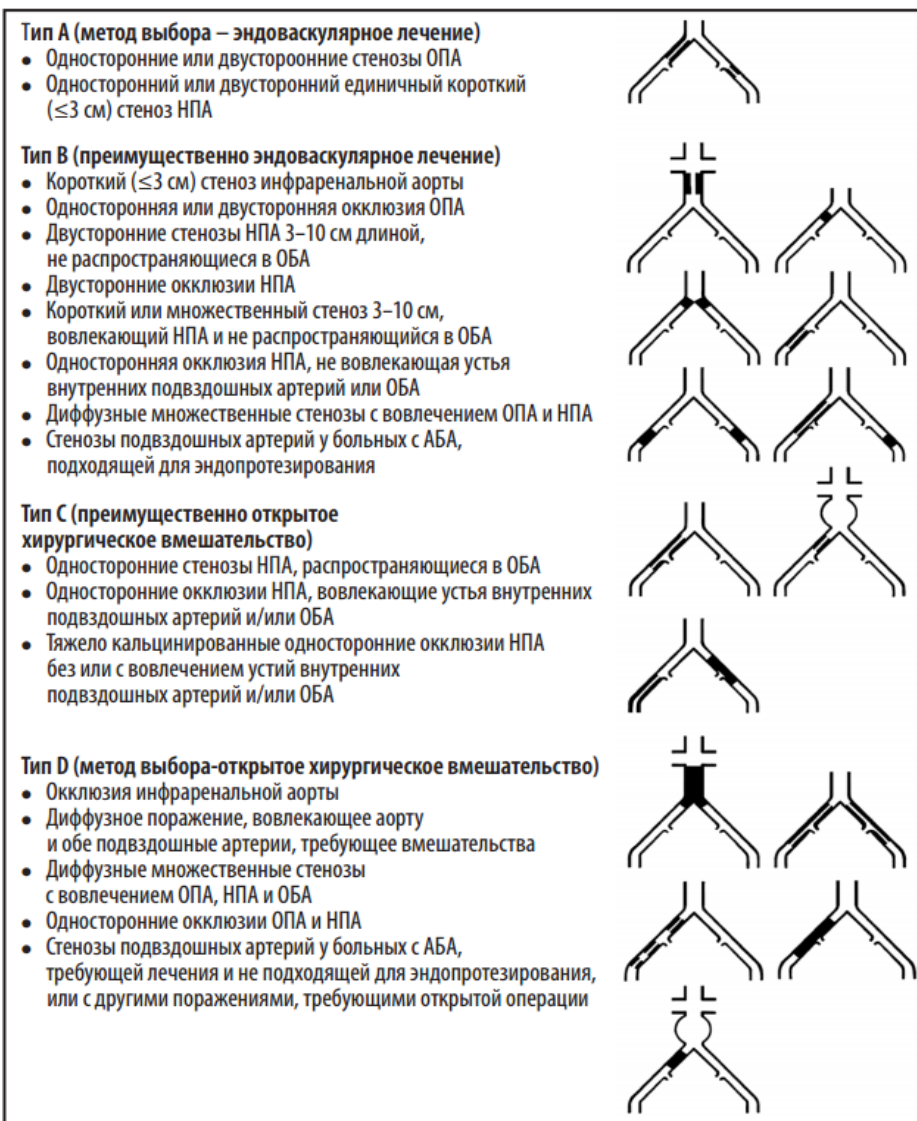 Тип A (метод выбора – эндоваскулярное лечение)
• Односторонние или двустороонние стенозы ОПА
• Односторонний или двусторонний единичный короткий
(≤3 см) стеноз НПА
Тип B (преимущественно эндоваскулярное лечение)
• Короткий (≤3 см) стеноз инфраренальной аорты
• Односторонняя или двусторонняя окклюзия ОПА
• Двусторонние стенозы НПА 3–10 см длиной,
не распространяющиеся в ОБА
• Двусторонние окклюзии НПА
• Короткий или множественный стеноз 3–10 см,
вовлекающий НПА и не распространяющийся в ОБА
• Односторонняя окклюзия НПА, не вовлекающая устья
внутренних подвздошных артерий или ОБА
• Диффузные множественные стенозы с вовлечением ОПА и НПА
• Стенозы подвздошных артерий у больных с АБА,
подходящей для эндопротезирования
Тип C (преимущественно открытое
хирургическое вмешательство)
• Односторонние стенозы НПА, распространяющиеся в ОБА
• Односторонние окклюзии НПА, вовлекающие устья внутренних
подвздошных артерий и/или ОБА
• Тяжело кальцинированные односторонние окклюзии НПА
без или с вовлечением устий внутренних
подвздошных артерий и/или ОБА
Тип D (метод выбора-открытое хирургическое вмешательство)
• Окклюзия инфраренальной аорты
• Диффузное поражение, вовлекающее аорту
и обе подвздошные артерии, требующее вмешательства
• Диффузные множественные стенозы
с вовлечением ОПА, НПА и ОБА
• Односторонние окклюзии ОПА и НПА
• Стенозы подвздошных артерий у больных с АБА,
требующей лечения и не подходящей для эндопротезирования,
или с другими поражениями, требующими открытой операции